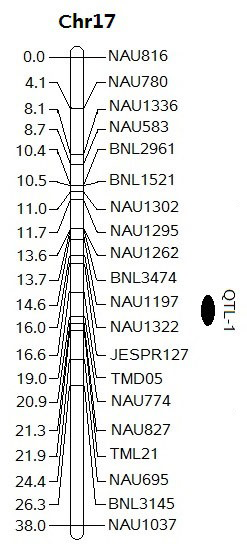 Chr17
0.0 NAU816
4.1 NAU780
8.1 NAU1336
8.7 NAU583
10.4 BNL2961
10.5 BNL1521
11.0 NAU1302
11.7 NAU1295
13.6 NAU1262
13.7 BNL3474
14.6 NAU1197
16.0 NAU1322
16.6 JESPR127
19.0 TMD05
20.9 NAU774
21.3 NAU827
21.9 TML21
24.4 NAU695
26.3 BNL3145
38.0 NAU1037
QTL-1